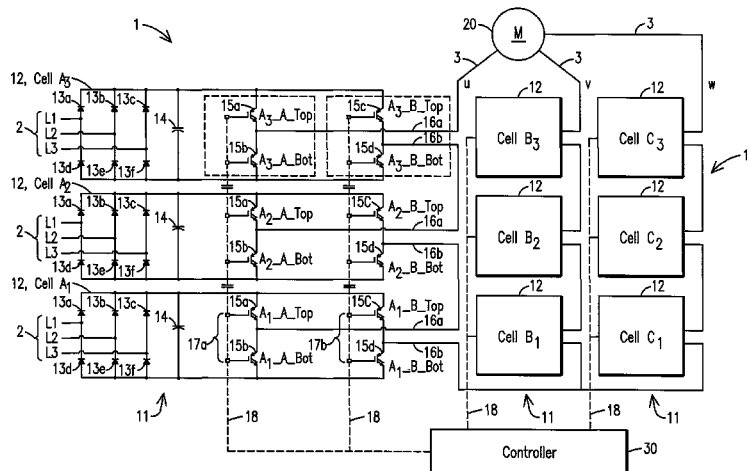 1
20
M
3
3
3
u
v
w
12, Cell A3
13a
13b
13c
14
15a
A3_A_Top
15c
A3_B_Top
16a
16b
2
L1
L2
L3
15b
A3_A_Bot
15d
A3_B_Bot
13d
13e
13f
12
Cell B3
12
Cell C3
1
12, Cell A2
13a
13b
13c
14
15a
A2_A_Top
15C
A2_B_Top
16a
16b
2
L1
L2
L3
15b
A2_A_Bot
15d
A2_B_Bot
13d
13e
13f
12
Cell B2
12
Cell C2
12, Cell A1
13a
13b
13c
14
15a
A1_A_Top
15C
A1_B_Top
16a
16b
2
L1
L2
L3
17a
15b
A1_A_Bot
17b
15d
A1_B_Bot
13d
13e
13f
12
Cell B1
12
Cell C1
11
18
18
18
11
18
11
Controller
30